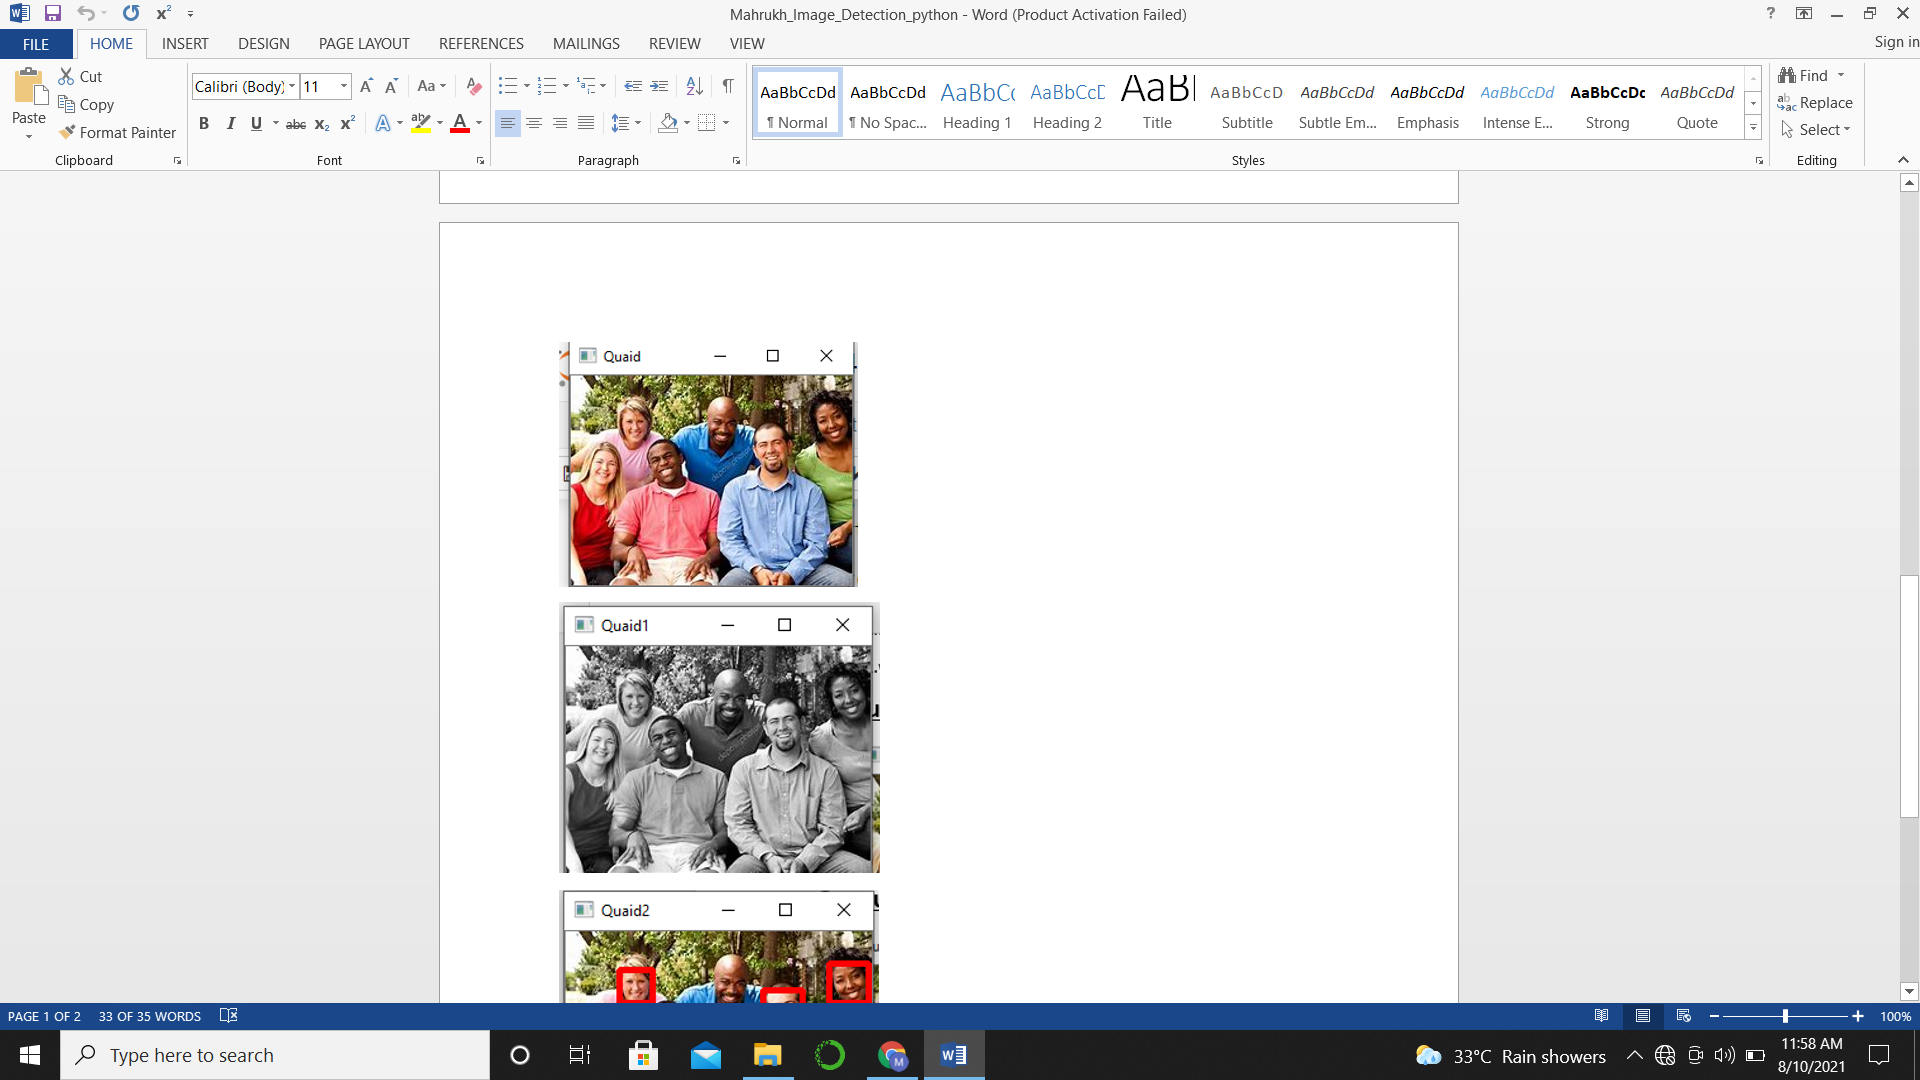 Mahrukh_Image_Detection_python - Word (Product Activation Failed)
FILE HOME INSERT DESIGN PAGE LAYOUT REFERENCES MAILINGS REVIEW VIEW Sign in
Paste
Cut
Copy
Format Painter
Clipboard
Calibri (Body) 11
Font
Paragraph
AaBbCcDd AaBbCcDd AaBbCc AaBbCcD AaBl AaBbCcD AaBbCcDd AaBbCcDd AaBbCcDd AaBbCcDc AaBbCcDd
¶ Normal ¶ No Spac... Heading 1 Heading 2 Title Subtitle Subtle Em... Emphasis Intense E... Strong Quote
Styles
Find
Replace
Select
Editing
Quaid
Quaid1
Quaid2
PAGE 1 OF 2 33 OF 35 WORDS 100%
Type here to search
33°C Rain showers
11:58 AM
8/10/2021